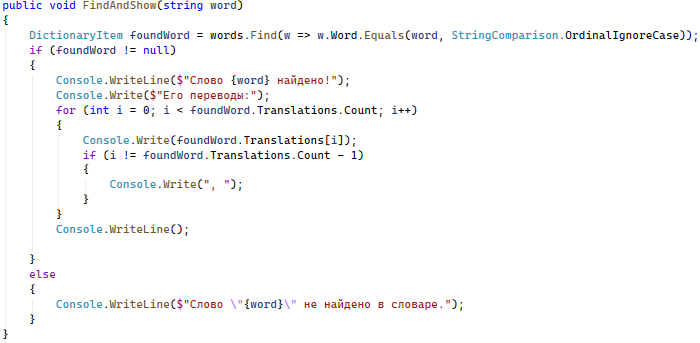 public void FindAndShow(string word)
{
    DictionaryItem foundWord = words.Find(w => w.Word.Equals(word, StringComparison.OrdinalIgnoreCase));
    if (foundWord != null)
    {
        Console.WriteLine($"Слово {word} найдено!");
        Console.Write($"Его переводы:");
        for (int i = 0; i < foundWord.Translations.Count; i++)
        {
            Console.Write(foundWord.Translations[i]);
            if (i != foundWord.Translations.Count - 1)
            {
                Console.Write(", ");
            }
        }
        Console.WriteLine();

    }
    else
    {
        Console.WriteLine($"Слово \"{word}\" не найдено в словаре.");
    }
}